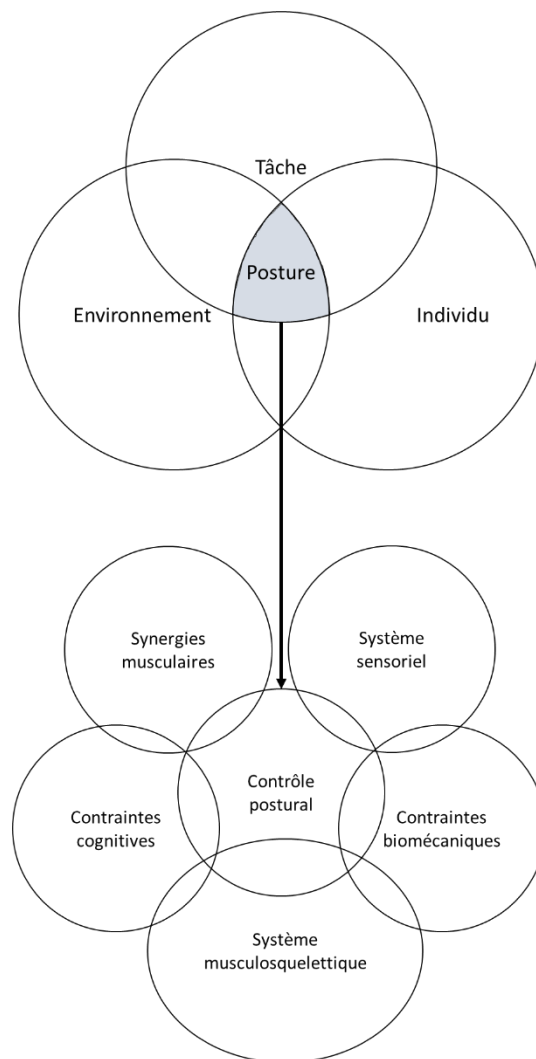 Tâche
Posture
Environnement
Individu
Synergies
musculaires
Système
sensoriel
Contrôle
postural
Contraintes
cognitives
Contraintes
biomécaniques
Système
musculosquelettique